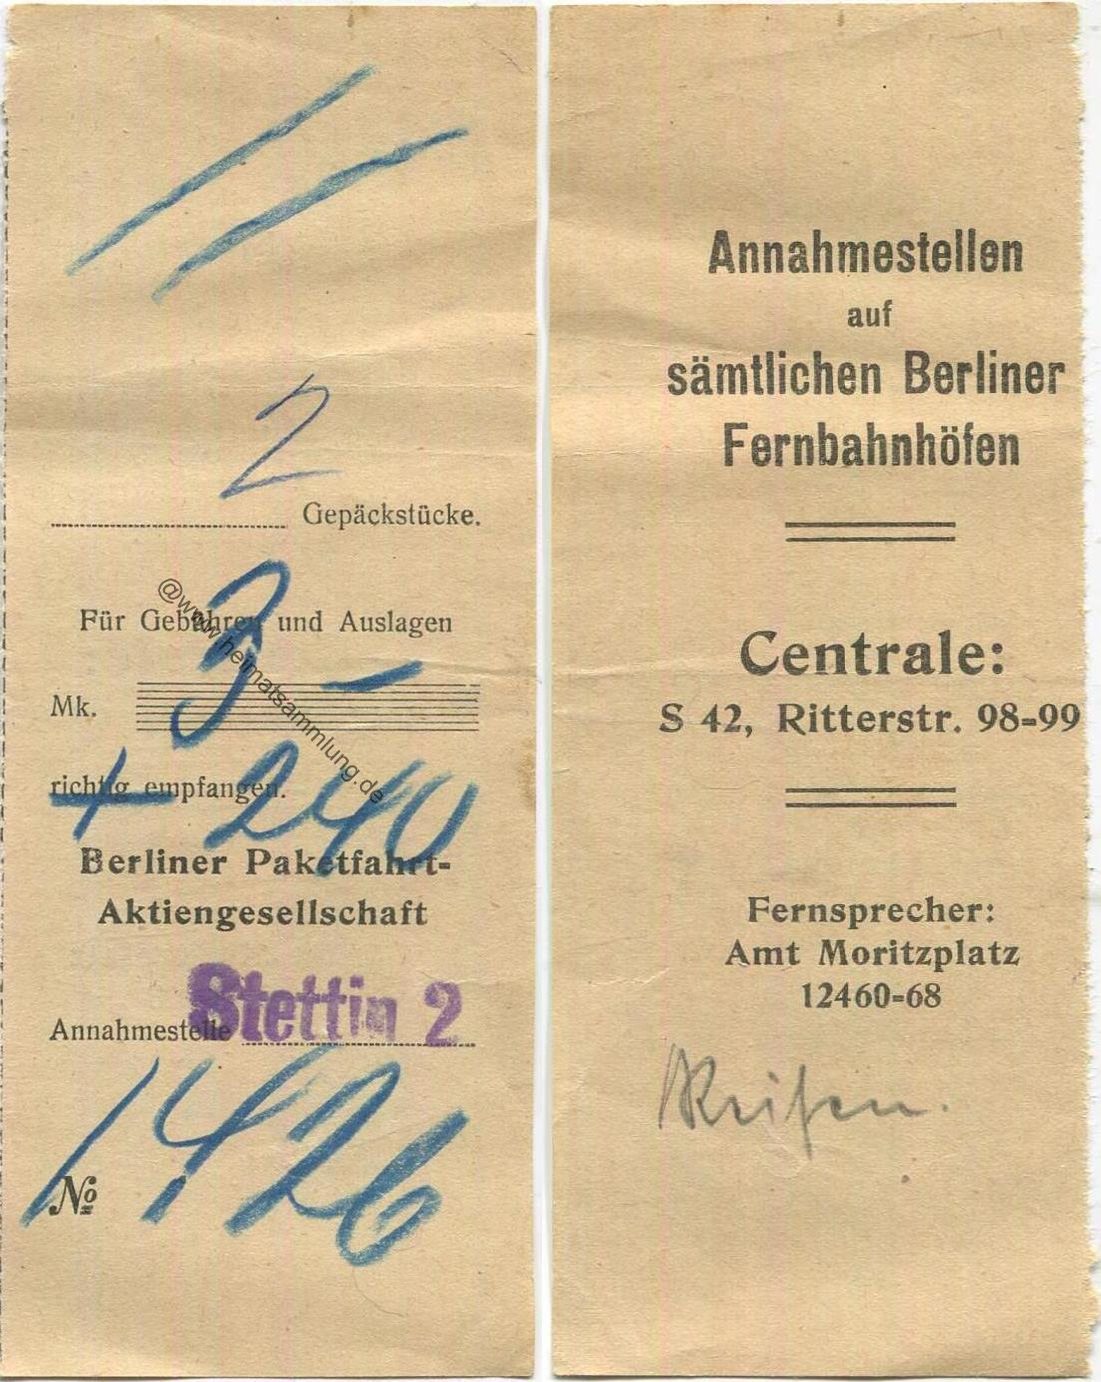 2
Gepäckstücke.
Für Gebühren und Auslagen
3 –
Mk.
richtig empfangen.
+ 240
Berliner Paketfahrt-
Aktiengesellschaft
Stettin 2
Annahmestelle
№ 1426
@www.heimatsammlung.de
Annahmestellen
auf
sämtlichen Berliner
Fernbahnhöfen
Centrale:
S 42, Ritterstr. 98-99
Fernsprecher:
Amt Moritzplatz
12460-68
Reisen.